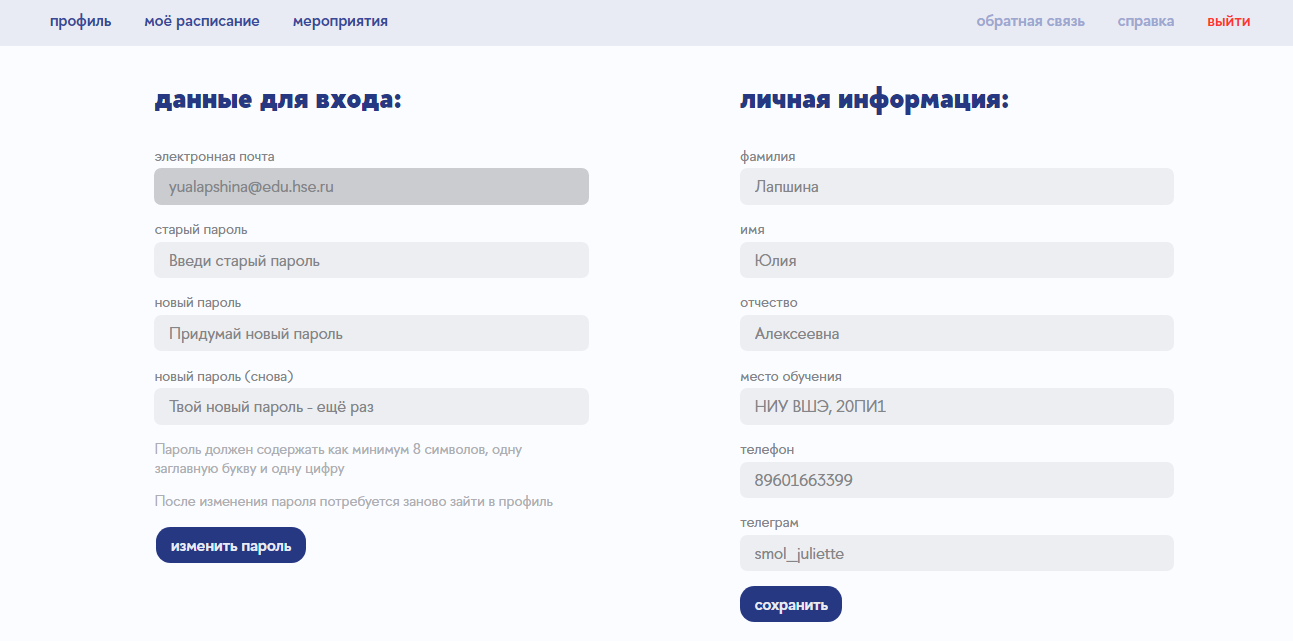 профиль моё расписание мероприятия обратная связь справка выйти
данные для входа:
электронная почта
yualapshina@edu.hse.ru
старый пароль
Введи старый пароль
новый пароль
Придумай новый пароль
новый пароль (снова)
Твой новый пароль - ещё раз
Пароль должен содержать как минимум 8 символов, одну
заглавную букву и одну цифру
После изменения пароля потребуется заново зайти в профиль
изменить пароль
личная информация:
фамилия
Лапшина
имя
Юлия
отчество
Алексеевна
место обучения
НИУ ВШЭ, 20ПИ1
телефон
89601663399
телеграм
smol_juliette
сохранить